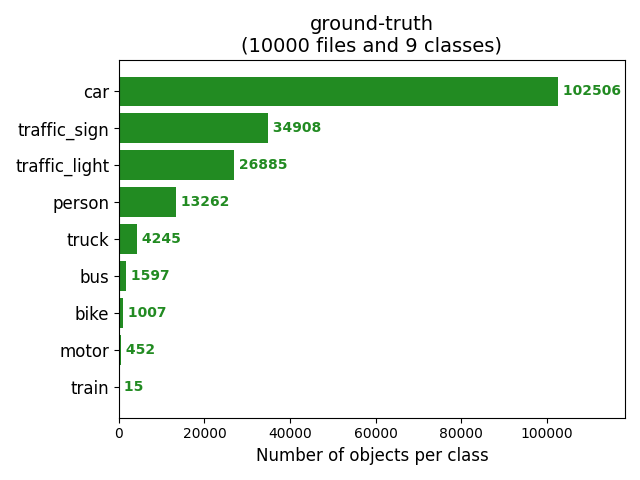 ground-truth
(10000 files and 9 classes)
car 102506
traffic_sign 34908
traffic_light 26885
person 13262
truck 4245
bus 1597
bike 1007
motor 452
train 15
0 20000 40000 60000 80000 100000
Number of objects per class